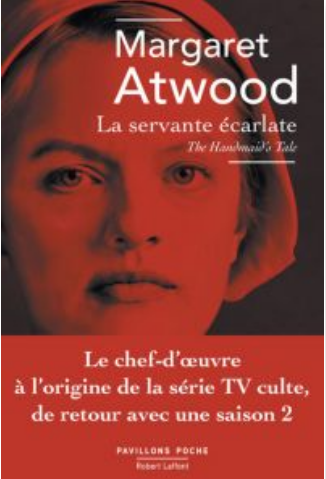 Margaret
Atwood
La servante écarlate
The Handmaid's Tale
Le chef-d'œuvre
à l'origine de la série TV culte,
de retour avec une saison 2
PAVILLONS POCHE
Robert Laffont